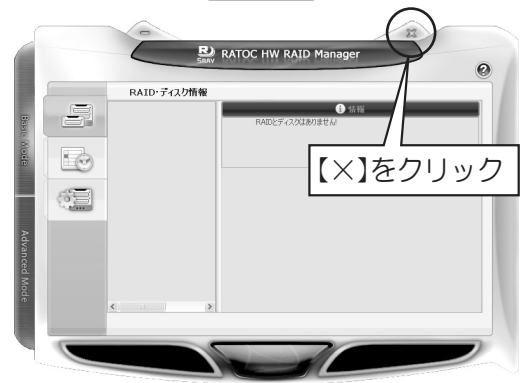 RATOC HW RAID Manager
RAID・ディスク情報
情報
RAIDとディスクはありません!
【×】をクリック
Basic Mode
Advanced Mode